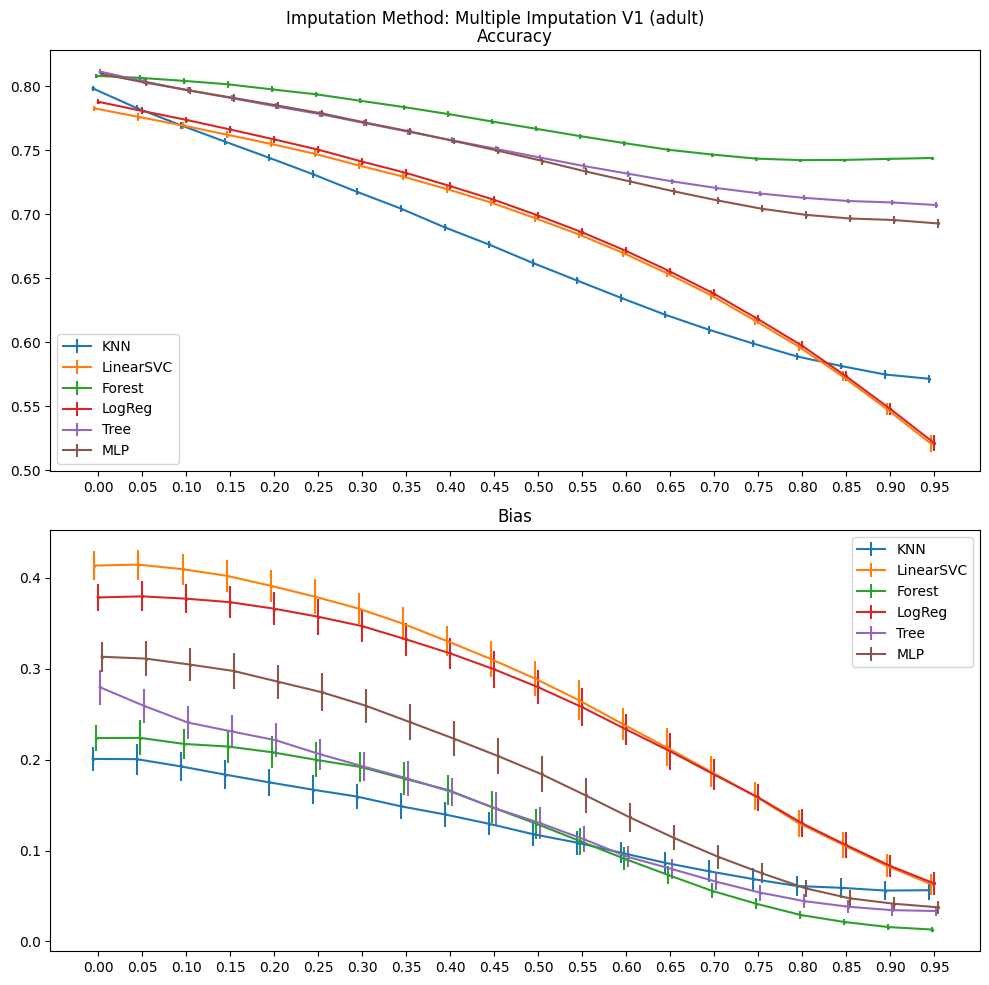 Imputation Method: Multiple Imputation V1 (adult)
Accuracy
0.80
0.75
0.70
0.65
0.60
0.55
0.50
KNN
LinearSVC
Forest
LogReg
Tree
MLP
0.00 0.05 0.10 0.15 0.20 0.25 0.30 0.35 0.40 0.45 0.50 0.55 0.60 0.65 0.70 0.75 0.80 0.85 0.90 0.95
Bias
0.4
0.3
0.2
0.1
0.0
KNN
LinearSVC
Forest
LogReg
Tree
MLP
0.00 0.05 0.10 0.15 0.20 0.25 0.30 0.35 0.40 0.45 0.50 0.55 0.60 0.65 0.70 0.75 0.80 0.85 0.90 0.95